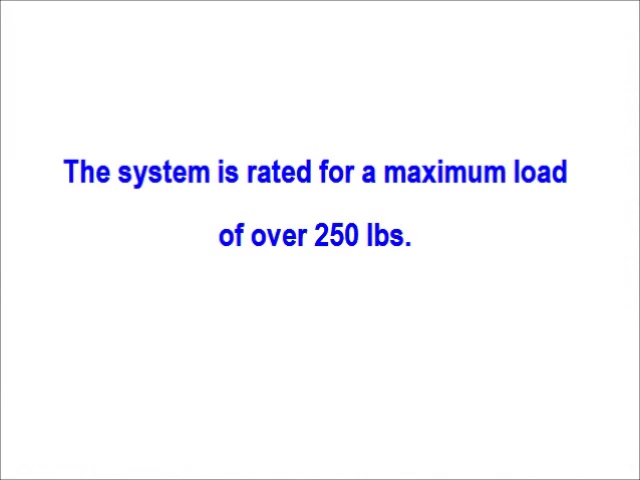 The system is rated for a maximum load
of over 250 lbs.